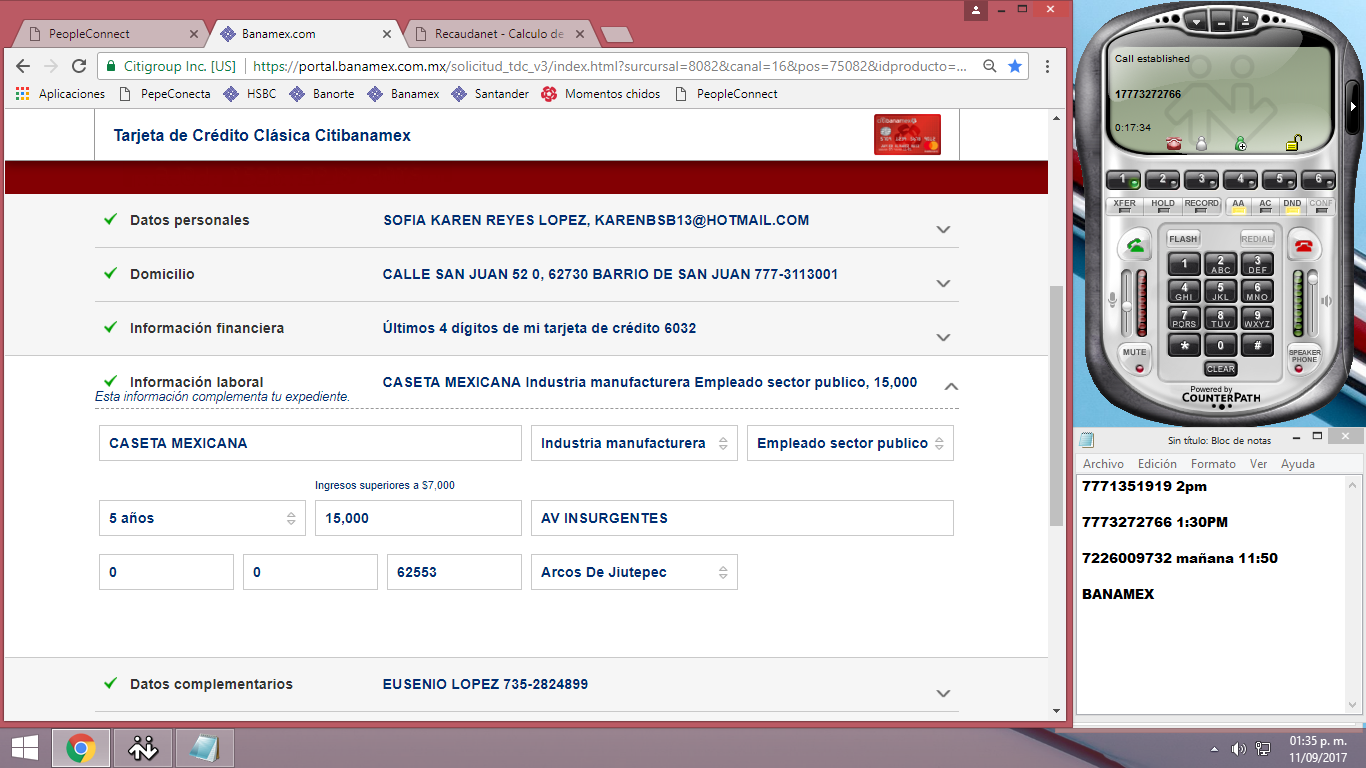 PeopleConnect
Banamex.com
Recaudanet - Calculo de
Citigroup Inc. [US]
https://portal.banamex.com.mx/solicitud_tdc_v3/index.html?surcursal=8082&canal=16&pos=75082&idproducto=...
Aplicaciones PepeConecta HSBC Banorte Banamex Santander Momentos chidos PeopleConnect
Tarjeta de Crédito Clásica Citibanamex
Datos personales SOFIA KAREN REYES LOPEZ, KARENBSB13@HOTMAIL.COM
Domicilio CALLE SAN JUAN 52 0, 62730 BARRIO DE SAN JUAN 777-3113001
Información financiera Últimos 4 dígitos de mi tarjeta de crédito 6032
Información laboral CASETA MEXICANA Industria manufacturera Empleado sector publico, 15,000
Esta información complementa tu expediente.
CASETA MEXICANA Industria manufacturera Empleado sector publico
Ingresos superiores a $7,000
5 años 15,000 AV INSURGENTES
0 0 62553 Arcos De Jiutepec
Datos complementarios EUSENIO LOPEZ 735-2824899
Call established
17773272766
0:17:34
1 2 3 4 5 6
XFER HOLD RECORD AA AC DND CONF
FLASH REDIAL
1 2 ABC 3 DEF
4 GHI 5 JKL 6 MNO
7 PQRS 8 TUV 9 WXYZ
* 0 #
MUTE
SPEAKER PHONE
CLEAR
Powered by
COUNTERPATH
Sin título: Bloc de notas
Archivo Edición Formato Ver Ayuda
7771351919 2pm
7773272766 1:30PM
7226009732 mañana 11:50
BANAMEX
01:35 p. m.
11/09/2017